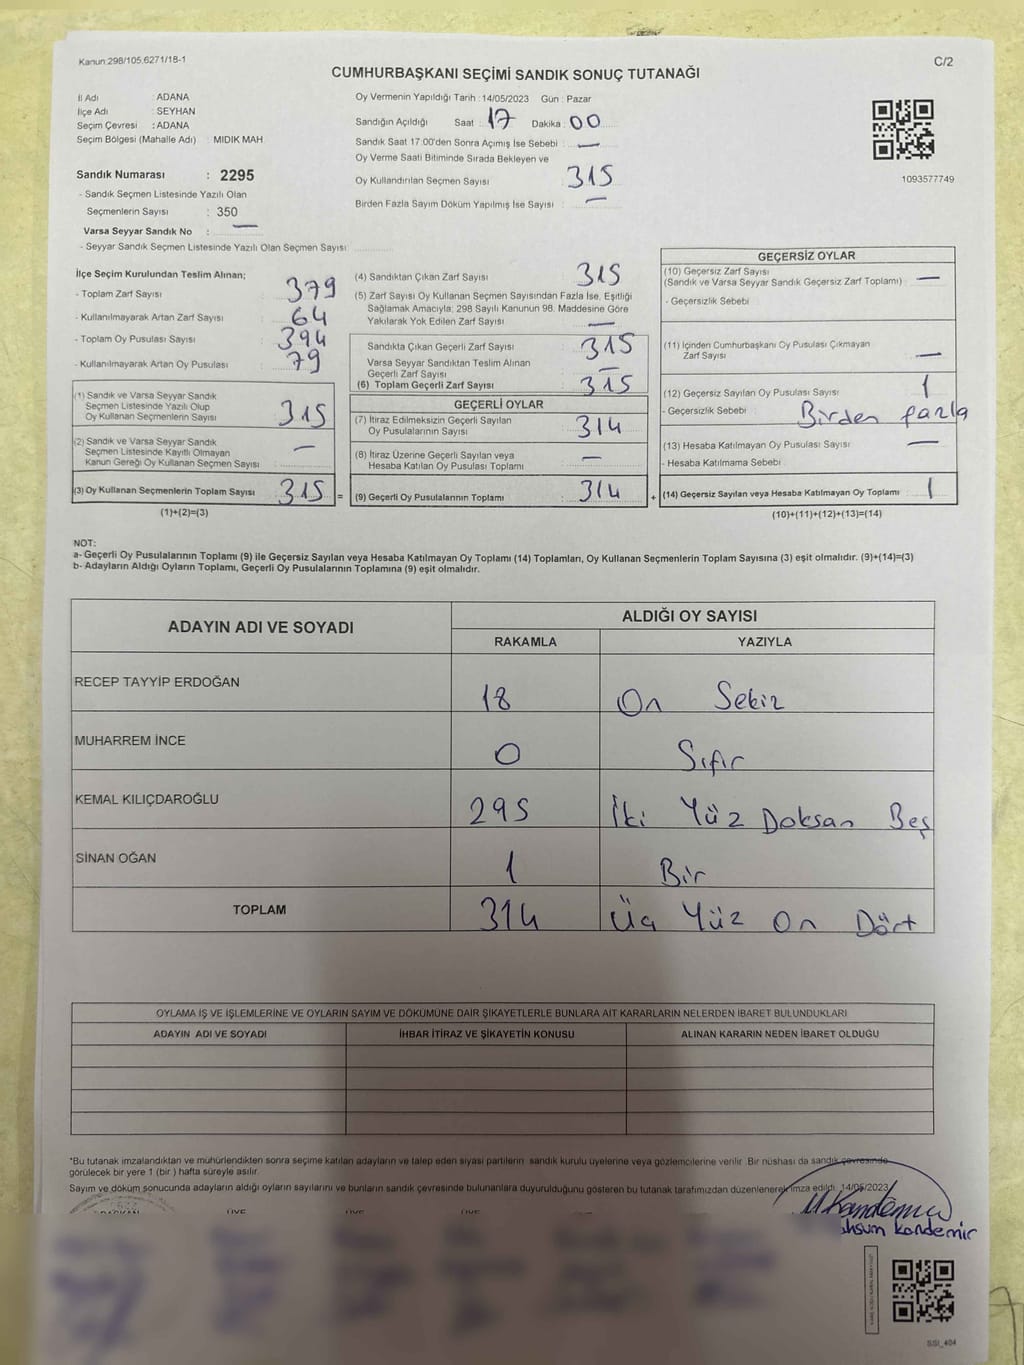 Kanun:298/105,6271/18-1
C/2
CUMHURBAŞKANI SEÇİMİ SANDIK SONUÇ TUTANAĞI
İl Adı ADANA
İlçe Adı SEYHAN
Seçim Çevresi : ADANA
Seçim Bölgesi (Mahalle Adı) MIDIK MAH
Sandık Numarası : 2295
- Sandık Seçmen Listesinde Yazılı Olan
Seçmenlerin Sayısı : 350
Varsa Seyyar Sandık No : —
- Seyyar Sandık Seçmen Listesinde Yazılı Olan Seçmen Sayısı
Oy Vermenin Yapıldığı Tarih : 14/05/2023 Gün : Pazar
Sandığın Açıldığı Saat : 17 Dakika : 00
Sandık Saat 17:00'den Sonra Açımış İse Sebebi : —
Oy Verme Saati Bitiminde Sırada Bekleyen ve
Oy Kullandırılan Seçmen Sayısı : 315
Birden Fazla Sayım Döküm Yapılmış İse Sayısı : —
1093577749
İlçe Seçim Kurulundan Teslim Alınan;
- Toplam Zarf Sayısı : 379
- Kullanılmayarak Artan Zarf Sayısı : 64
- Toplam Oy Pusulası Sayısı : 394
- Kullanılmayarak Artan Oy Pusulası : 79
(1) Sandık ve Varsa Seyyar Sandık
Seçmen Listesinde Yazılı Olup
Oy Kullanan Seçmenlerin Sayısı : 315
(2) Sandık ve Varsa Seyyar Sandık
Seçmen Listesinde Kayıtlı Olmayan
Kanun Gereği Oy Kullanan Seçmen Sayısı : —
(3) Oy Kullanan Seçmenlerin Toplam Sayısı : 315 =
(1)+(2)=(3)
(4) Sandıktan Çıkan Zarf Sayısı : 315
(5) Zarf Sayısı Oy Kullanan Seçmen Sayısından Fazla İse, Eşitliği
Sağlamak Amacıyla; 298 Sayılı Kanunun 98. Maddesine Göre
Yakılarak Yok Edilen Zarf Sayısı : —
Sandıkta Çıkan Geçerli Zarf Sayısı : 315
Varsa Seyyar Sandıktan Teslim Alınan
Geçerli Zarf Sayısı : —
(6) Toplam Geçerli Zarf Sayısı : 315
GEÇERLİ OYLAR
(7) İtiraz Edilmeksizin Geçerli Sayılan
Oy Pusulalarının Sayısı : 314
(8) İtiraz Üzerine Geçerli Sayılan veya
Hesaba Katılan Oy Pusulası Toplamı : —
(9) Geçerli Oy Pusulalarının Toplamı : 314 +
GEÇERSİZ OYLAR
(10) Geçersiz Zarf Sayısı
(Sandık ve Varsa Seyyar Sandık Geçersiz Zarf Toplamı) : —
- Geçersizlik Sebebi :
(11) İçinden Cumhurbaşkanı Oy Pusulası Çıkmayan
Zarf Sayısı : —
(12) Geçersiz Sayılan Oy Pusulası Sayısı : 1
- Geçersizlik Sebebi : Birden fazla
(13) Hesaba Katılmayan Oy Pusulası Sayısı : —
- Hesaba Katılmama Sebebi :
(14) Geçersiz Sayılan veya Hesaba Katılmayan Oy Toplamı : 1
(10)+(11)+(12)+(13)=(14)
NOT:
a- Geçerli Oy Pusulalarının Toplamı (9) ile Geçersiz Sayılan veya Hesaba Katılmayan Oy Toplamı (14) Toplamları, Oy Kullanan Seçmenlerin Toplam Sayısına (3) eşit olmalıdır. (9)+(14)=(3)
b- Adayların Aldığı Oyların Toplamı, Geçerli Oy Pusulalarının Toplamına (9) eşit olmalıdır.
ADAYIN ADI VE SOYADI ALDIĞI OY SAYISI
RAKAMLA YAZIYLA
RECEP TAYYİP ERDOĞAN 18 On Sekiz
MUHARREM İNCE 0 Sıfır
KEMAL KILIÇDAROĞLU 295 İki Yüz Doksan Beş
SİNAN OĞAN 1 Bir
TOPLAM 314 Üç Yüz On Dört
OYLAMA İŞ VE İŞLEMLERİNE VE OYLARIN SAYIM VE DÖKÜMÜNE DAİR ŞİKAYETLERLE BUNLARA AİT KARARLARIN NELERDEN İBARET BULUNDUKLARI
ADAYIN ADI VE SOYADI İHBAR İTİRAZ VE ŞİKAYETİN KONUSU ALINAN KARARIN NEDEN İBARET OLDUĞU
*Bu tutanak imzalandıktan ve mühürlendikten sonra seçime katılan adayların ve talep eden siyasi partilerin sandık kurulu üyelerine veya gözlemcilerine verilir. Bir nüshası da sandık çevresinde
görülecek bir yere 1 (bir ) hafta süreyle asılır.
Sayım ve döküm sonucunda adayların aldığı oyların sayılarını ve bunların sandık çevresinde bulunanlara duyurulduğunu gösteren bu tutanak tarafımızdan düzenlenerek imza edildi. 14/05/2023
BAŞKAN ÜYE ÜYE ÜYE
M Kandemir
ahsum kandemir
SSİ_404